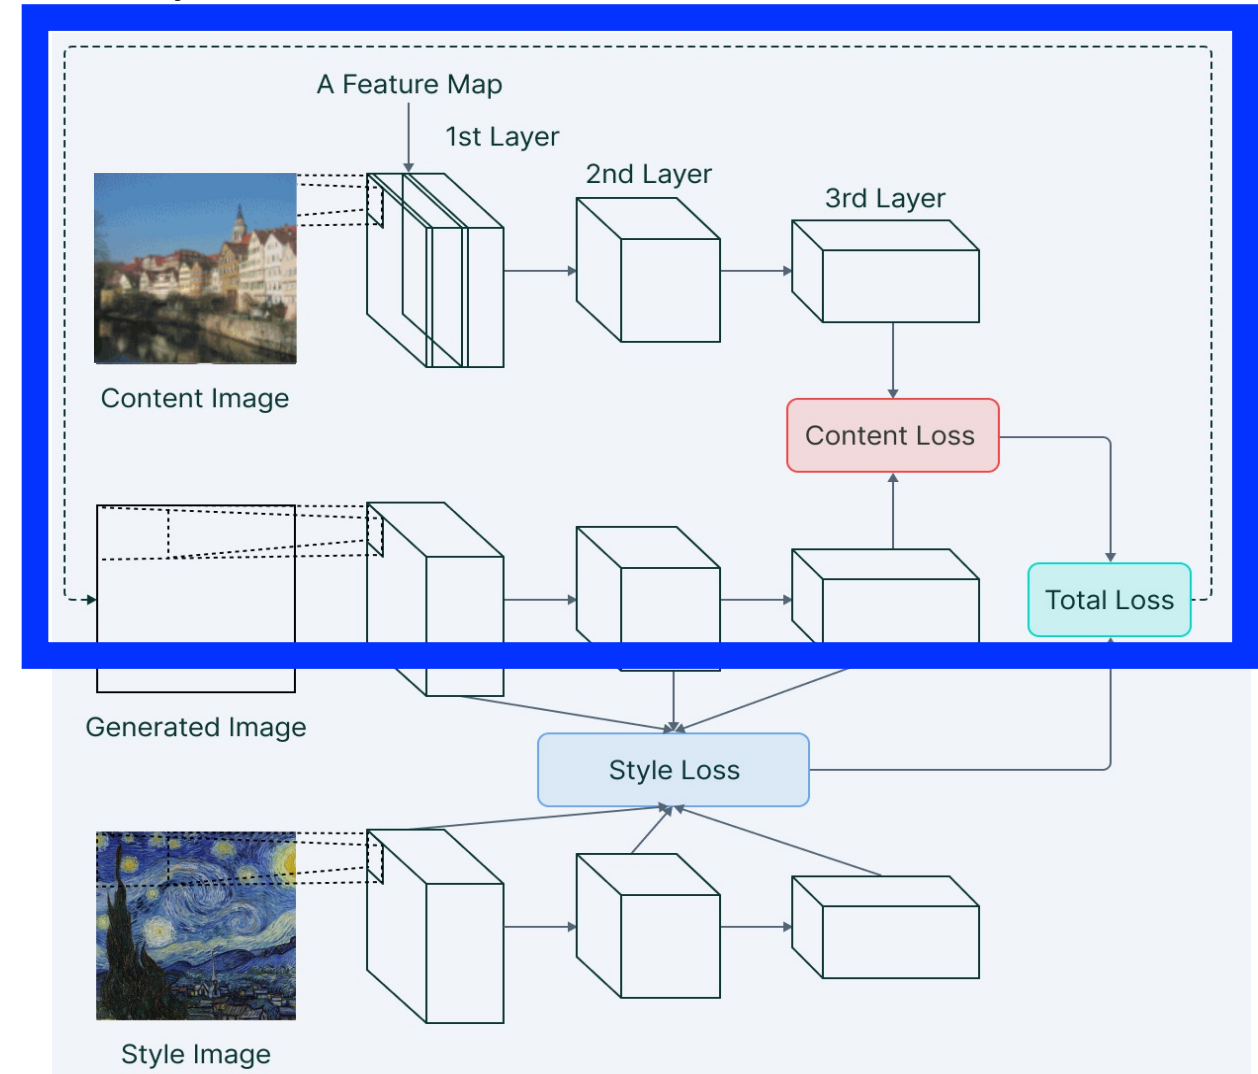 A Feature Map
1st Layer
2nd Layer
3rd Layer
Content Image
Content Loss
Total Loss
Generated Image
Style Loss
Style Image